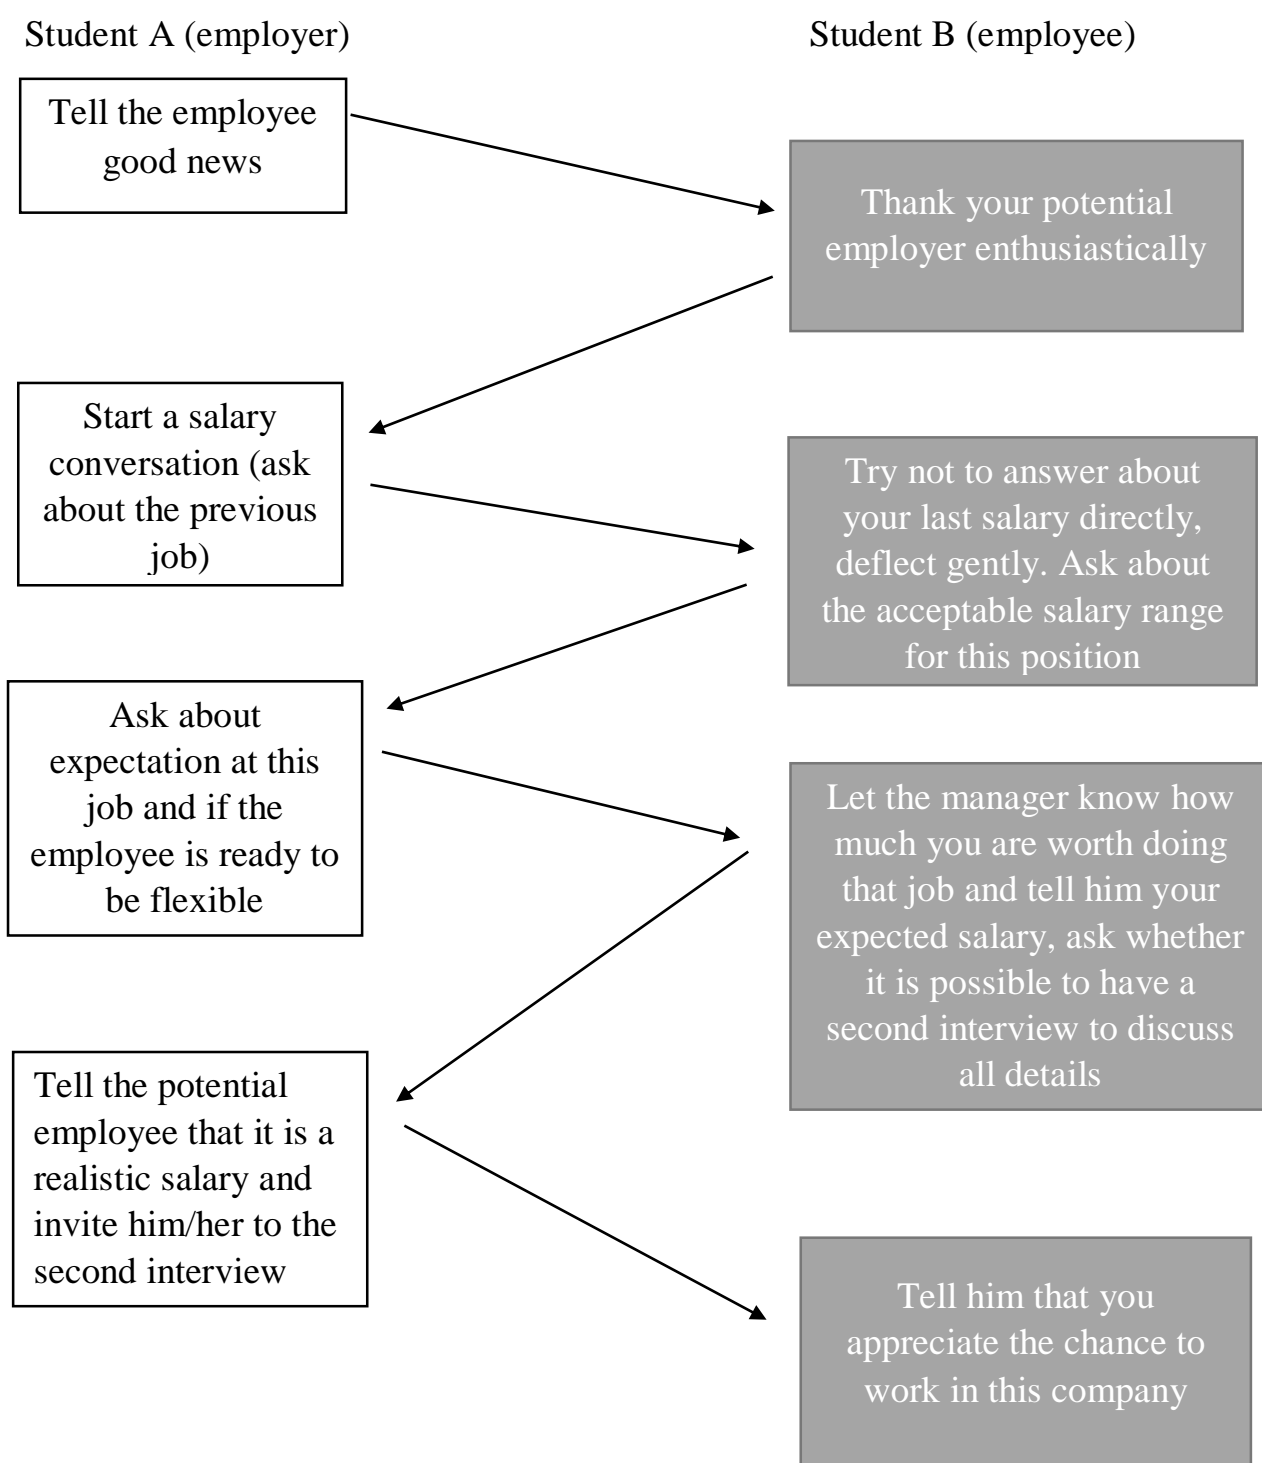 Student A (employer)
Student B (employee)
Tell the employee
good news
Thank your potential
employer enthusiastically
Start a salary
conversation (ask
about the previous
job)
Try not to answer about
your last salary directly,
deflect gently. Ask about
the acceptable salary range
for this position
Ask about
expectation at this
job and if the
employee is ready to
be flexible
Let the manager know how
much you are worth doing
that job and tell him your
expected salary, ask whether
it is possible to have a
second interview to discuss
all details
Tell the potential
employee that it is a
realistic salary and
invite him/her to the
second interview
Tell him that you
appreciate the chance to
work in this company